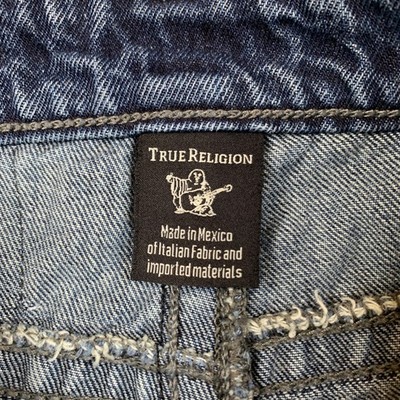 TRUE RELIGION
Made in Mexico
of Italian Fabric and
imported materials